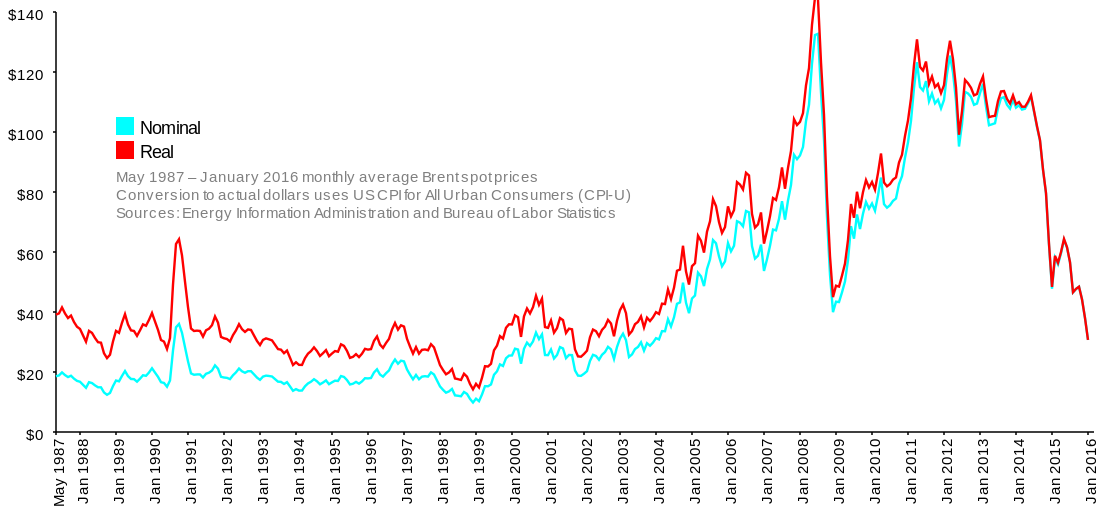 $140
$120
$100
$80
$60
$40
$20
$0
Nominal
Real
May 1987 – January 2016 monthly average Brent spot prices
Conversion to actual dollars uses US CPI for All Urban Consumers (CPI-U)
Sources: Energy Information Administration and Bureau of Labor Statistics
May 1987
Jan 1988
Jan 1989
Jan 1990
Jan 1991
Jan 1992
Jan 1993
Jan 1994
Jan 1995
Jan 1996
Jan 1997
Jan 1998
Jan 1999
Jan 2000
Jan 2001
Jan 2002
Jan 2003
Jan 2004
Jan 2005
Jan 2006
Jan 2007
Jan 2008
Jan 2009
Jan 2010
Jan 2011
Jan 2012
Jan 2013
Jan 2014
Jan 2015
Jan 2016